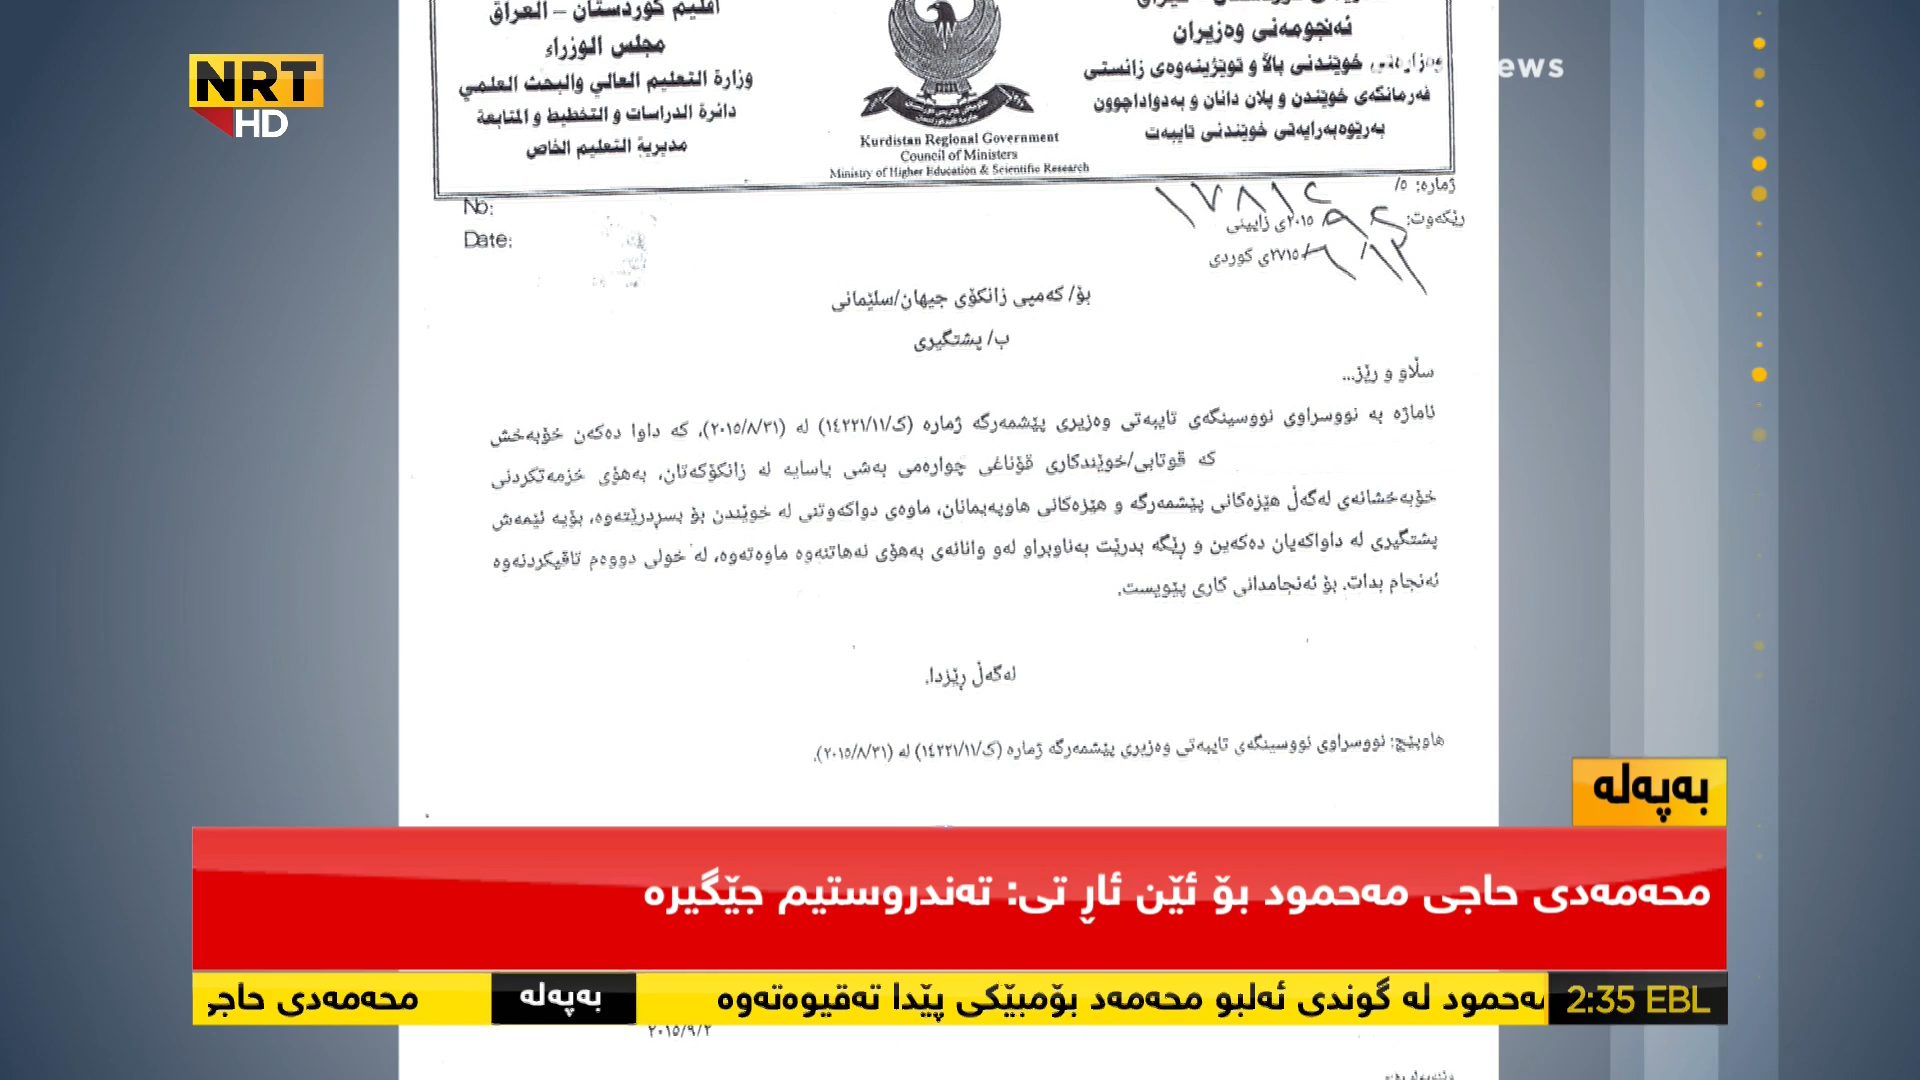 NRT
HD
ews
اقليم كوردستان – العراق
مجلس الوزراء
وزارة التعليم العالي والبحث العلمي
دائرة الدراسات و التخطيط و المتابعة
مديرية التعليم الخاص
Kurdistan Regional Government
Council of Ministers
Ministry of Higher Education & Scientific Research
ئەنجومەنی وەزیران
وەزارەتی خوێندنی باڵا و توێژینەوەی زانستی
فەرمانگەی خوێندن و پلان دانان و بەدواداچوون
بەڕێوەبەرایەتی خوێندنی تایبەت
No:
Date:
ژمارە: ٥/
ڕێکەوت: ٢٠١٥ی زایینی
٢٧١٥ی کوردی
بۆ/ کەمپی زانکۆی جیهان/سلێمانی
ب/ پشتگیری
سڵاو و ڕێز...
ئاماژە بە نووسراوی نووسینگەی تایبەتی وەزیری پێشمەرگە ژمارە (ک/١٤٢٢١/١١) لە (٢٠١٥/٨/٣١)، کە داوا دەکەن خۆبەخش
کە قوتابی/خوێندکاری قۆناغی چوارەمی بەشی یاسایە لە زانکۆکەتان، بەهۆی خزمەتکردنی
خۆبەخشانەی لەگەڵ هێزەکانی پێشمەرگە و هێزەکانی هاوپەیمانان، ماوەی دواکەوتنی لە خوێندن بۆ بسڕدرێتەوە، بۆیە ئێمەش
پشتگیری لە داواکەیان دەکەین و ڕێگە بدرێت بەناوبراو لەو وانانەی بەهۆی نەهاتنەوە ماوەتەوە، لە خولی دووەم تاقیکردنەوە
ئەنجام بدات. بۆ ئەنجامدانی کاری پێویست.
لەگەڵ ڕێزدا.
هاوپێچ: نووسراوی نووسینگەی تایبەتی وەزیری پێشمەرگە ژمارە (ک/١٤٢٢١/١١) لە (٢٠١٥/٨/٣١).
بەپەلە
محەمەدی حاجی مەحمود بۆ ئێن ئاڕ تی: تەندروستیم جێگیرە
ەحمود لە گوندی ئەلبو محەمەد بۆمبێکی پێدا تەقیوەتەوە
بەپەلە
محەمەدی حاجی
2:35 EBL
٢٠١٥/٩/٢